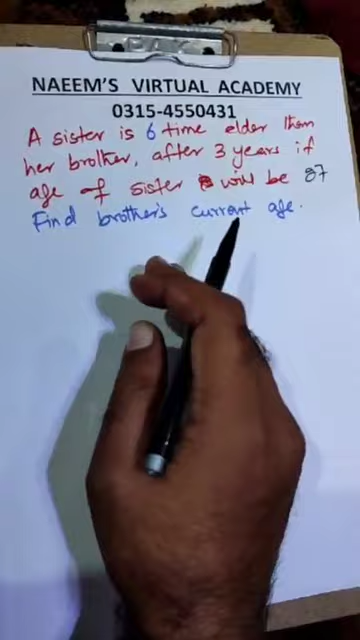 NAEEM'S VIRTUAL ACADEMY
0315-4550431
A sister is 6 time elder then
her brother, after 3 years if
age of sister will be 87
Find brother's current age.